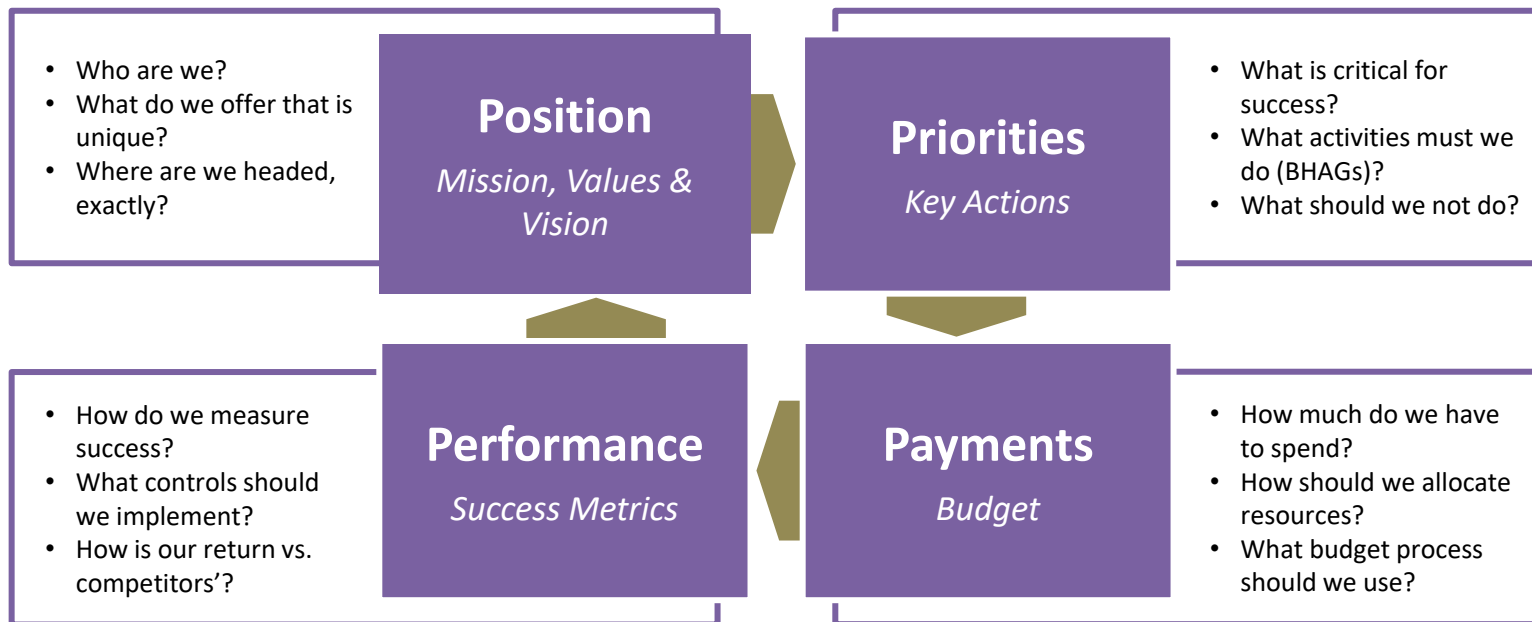 • Who are we?
• What do we offer that is
unique?
• Where are we headed,
exactly?
Position
Mission, Values &
Vision
Priorities
Key Actions
• What is critical for
success?
• What activities must we
do (BHAGs)?
• What should we not do?
• How do we measure
success?
• What controls should
we implement?
• How is our return vs.
competitors’?
Performance
Success Metrics
Payments
Budget
• How much do we have
to spend?
• How should we allocate
resources?
• What budget process
should we use?